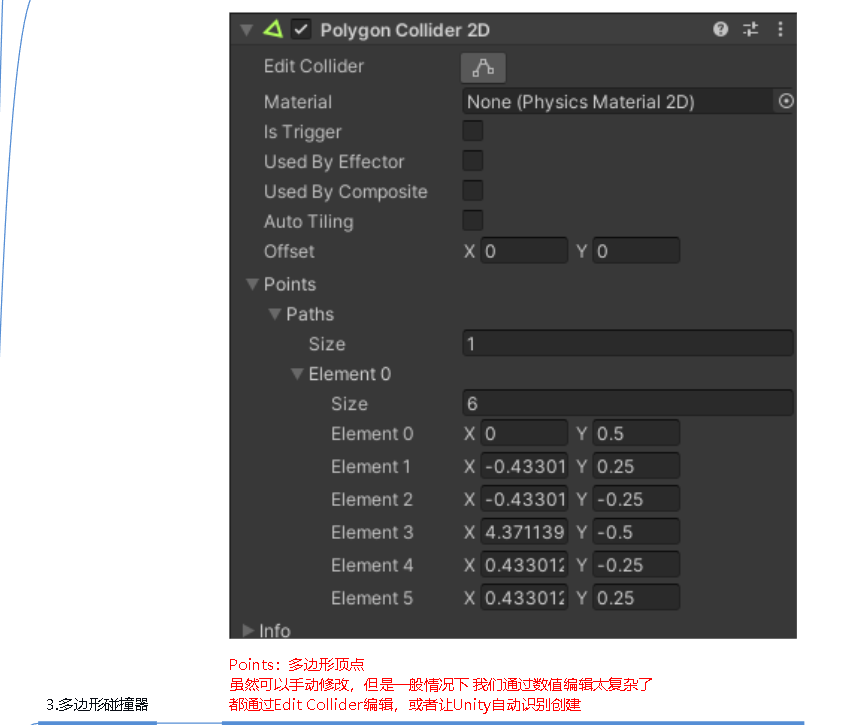 Polygon Collider 2D
Edit Collider
Material None (Physics Material 2D)
Is Trigger
Used By Effector
Used By Composite
Auto Tiling
Offset X 0 Y 0
Points
Paths
Size 1
Element 0
Size 6
Element 0 X 0 Y 0.5
Element 1 X -0.43301 Y 0.25
Element 2 X -0.43301 Y -0.25
Element 3 X 4.371139 Y -0.5
Element 4 X 0.433012 Y -0.25
Element 5 X 0.433012 Y 0.25
Info
Points：多边形顶点
虽然可以手动修改，但是一般情况下 我们通过数值编辑太复杂了
都通过Edit Collider编辑，或者让Unity自动识别创建
3.多边形碰撞器